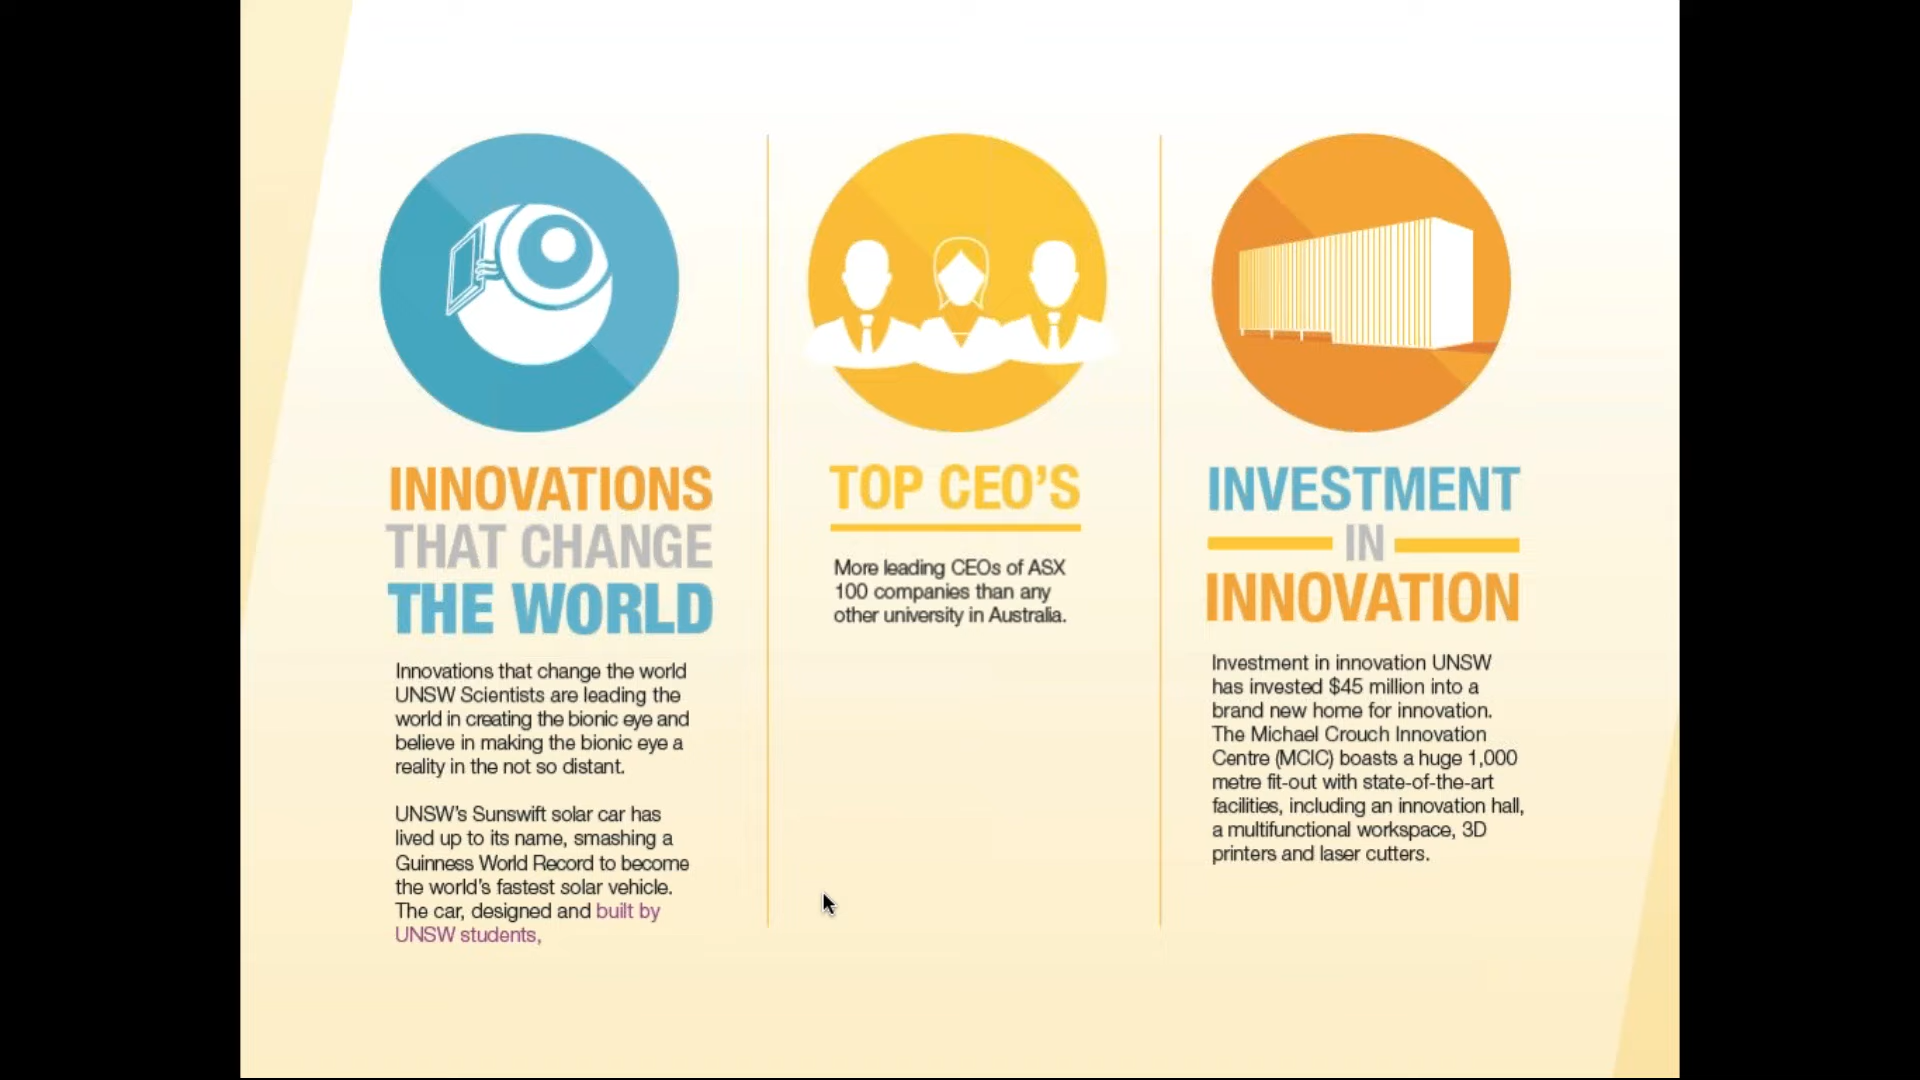 INNOVATIONS
THAT CHANGE
THE WORLD
Innovations that change the world
UNSW Scientists are leading the
world in creating the bionic eye and
believe in making the bionic eye a
reality in the not so distant.
UNSW's Sunswift solar car has
lived up to its name, smashing a
Guinness World Record to become
the world's fastest solar vehicle.
The car, designed and built by
UNSW students,
TOP CEO'S
More leading CEOs of ASX
100 companies than any
other university in Australia.
INVESTMENT
IN
INNOVATION
Investment in innovation UNSW
has invested $45 million into a
brand new home for innovation.
The Michael Crouch Innovation
Centre (MCIC) boasts a huge 1,000
metre fit-out with state-of-the-art
facilities, including an innovation hall,
a multifunctional workspace, 3D
printers and laser cutters.